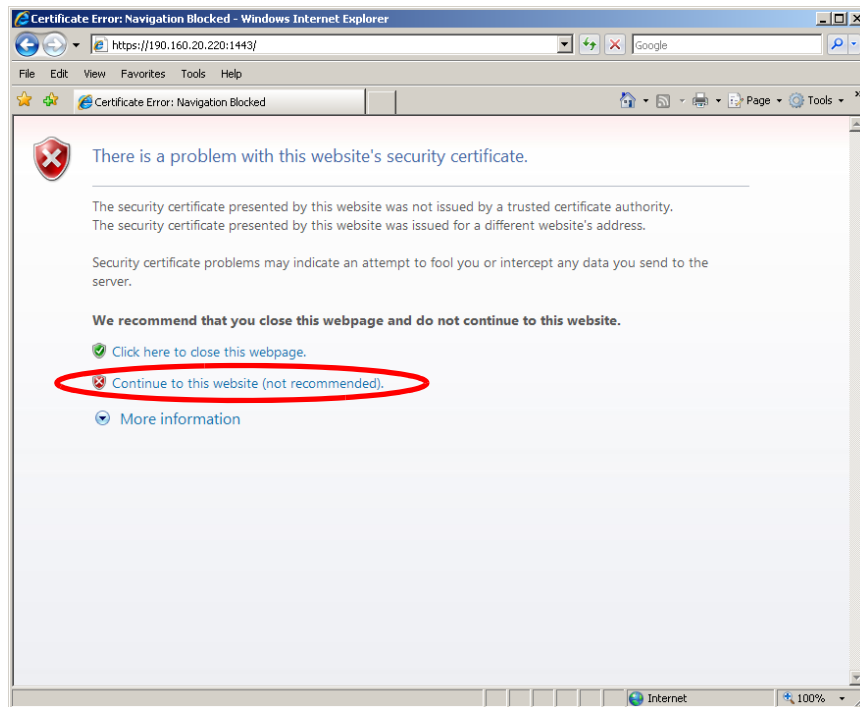 Certificate Error: Navigation Blocked - Windows Internet Explorer
https://190.160.20.220:1443/
Google
File Edit View Favorites Tools Help
Certificate Error: Navigation Blocked
Page
Tools
»
There is a problem with this website's security certificate.
The security certificate presented by this website was not issued by a trusted certificate authority.
The security certificate presented by this website was issued for a different website's address.
Security certificate problems may indicate an attempt to fool you or intercept any data you send to the
server.
We recommend that you close this webpage and do not continue to this website.
Click here to close this webpage.
Continue to this website (not recommended).
More information
Internet
100%